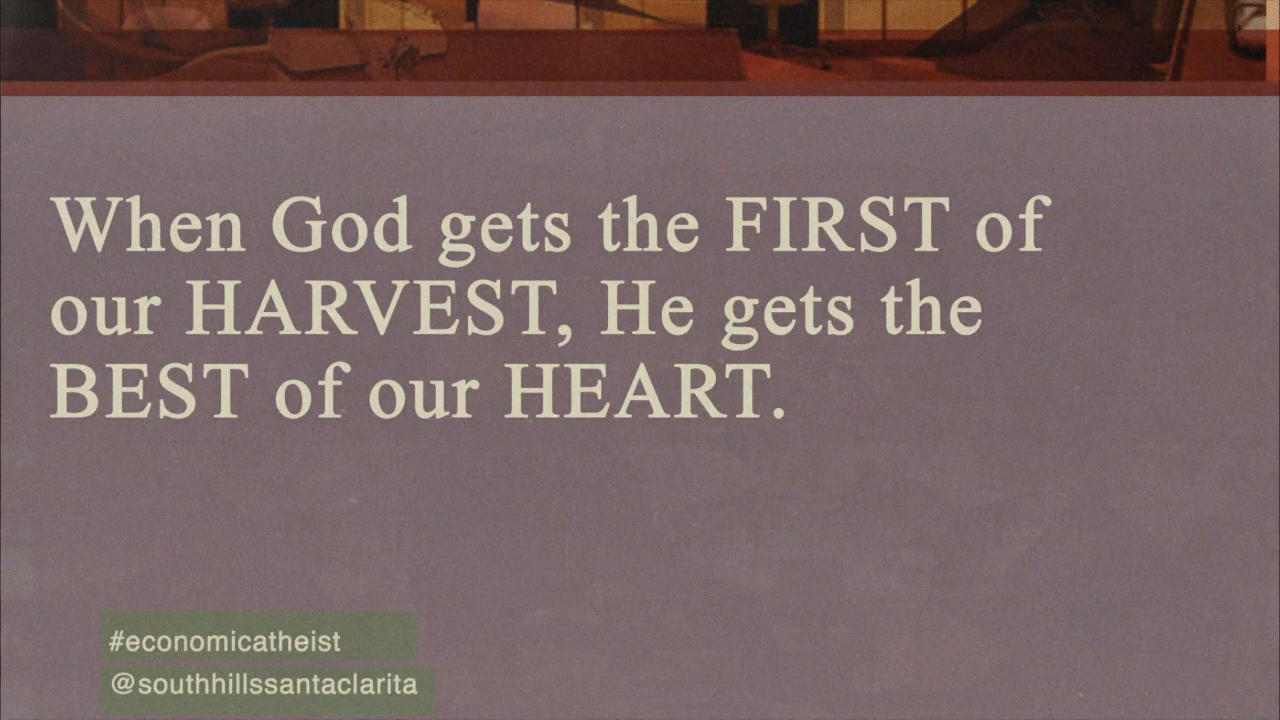 When God gets the FIRST of
our HARVEST, He gets the
BEST of our HEART.
#economicatheist
@southhillssantaclarita